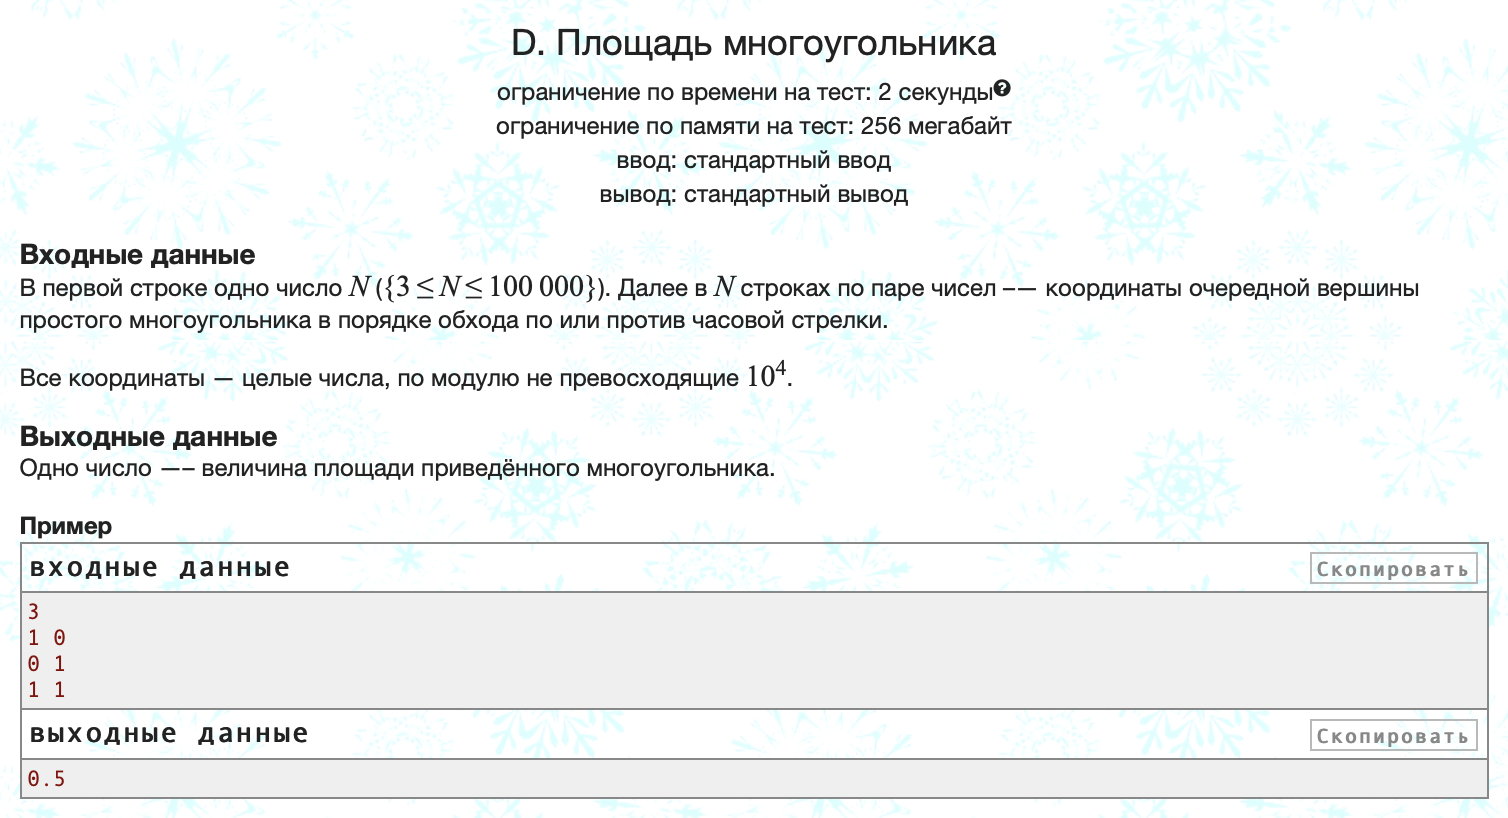 D. Площадь многоугольника
ограничение по времени на тест: 2 секунды?
ограничение по памяти на тест: 256 мегабайт
ввод: стандартный ввод
вывод: стандартный вывод
Входные данные
В первой строке одно число N ({3 ≤ N ≤ 100 000}). Далее в N строках по паре чисел –— координаты очередной вершины
простого многоугольника в порядке обхода по или против часовой стрелки.
Все координаты — целые числа, по модулю не превосходящие 10⁴.
Выходные данные
Одно число —– величина площади приведённого многоугольника.
Пример
входные данные
Скопировать
3
1 0
0 1
1 1
выходные данные
Скопировать
0.5